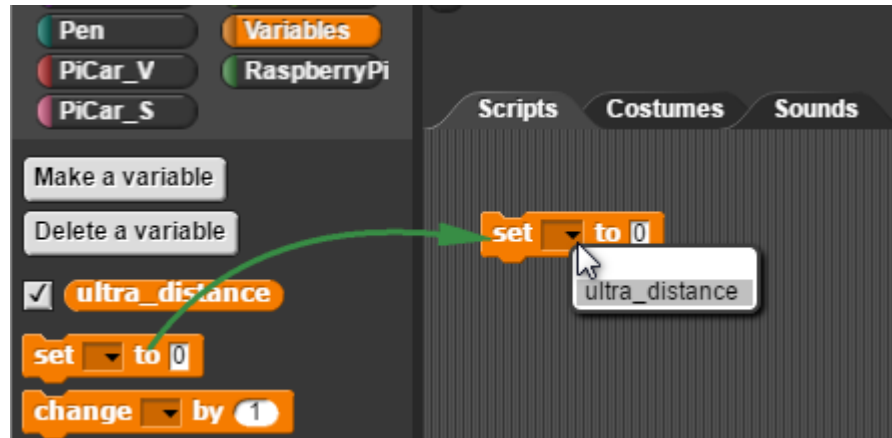 Pen Variables
PiCar_V RaspberryPi
PiCar_S
Scripts Costumes Sounds
Make a variable
Delete a variable
ultra_distance
set to 0
change by 1
set to 0
ultra_distance